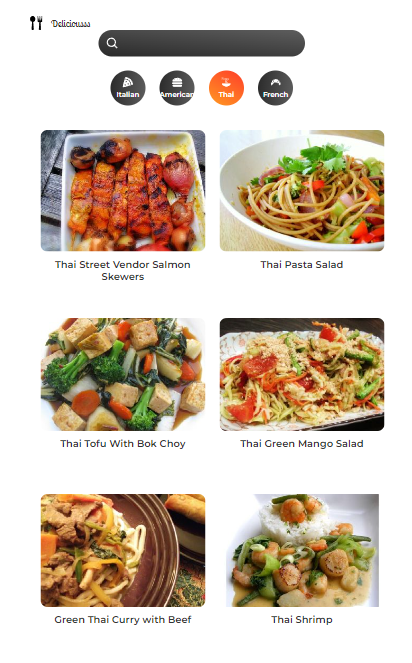 Deliciousss
Italian
American
Thai
French
Thai Street Vendor Salmon
Skewers
Thai Pasta Salad
Thai Tofu With Bok Choy
Thai Green Mango Salad
Green Thai Curry with Beef
Thai Shrimp